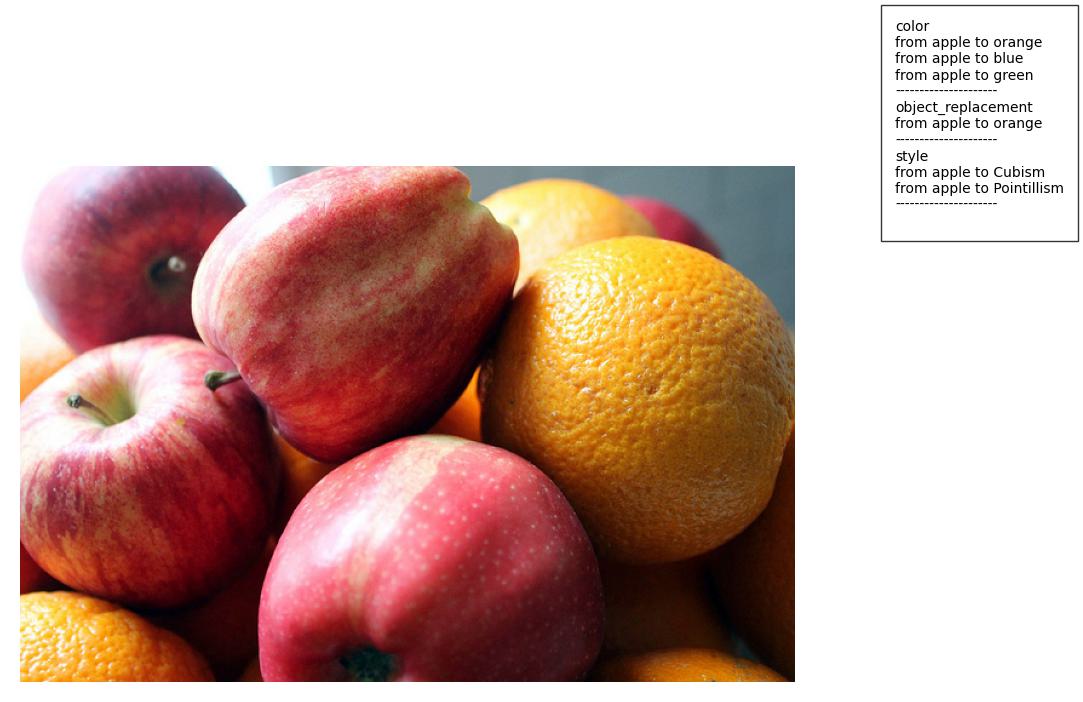 color
from apple to orange
from apple to blue
from apple to green
---------------------
object_replacement
from apple to orange
---------------------
style
from apple to Cubism
from apple to Pointillism
---------------------